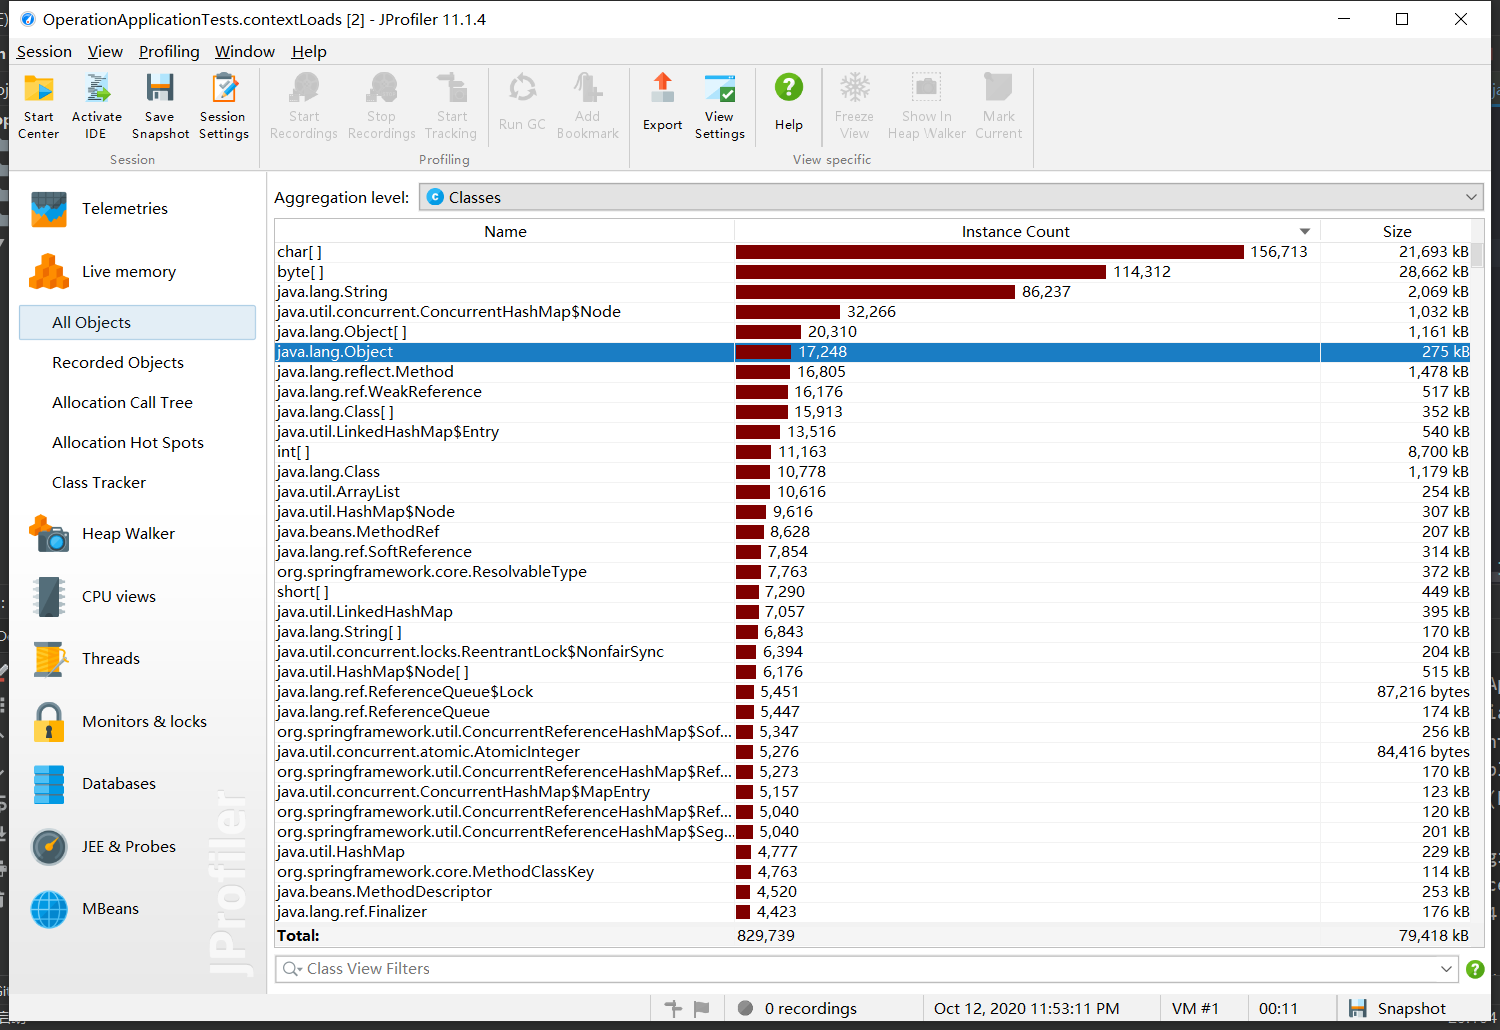 OperationApplicationTests.contextLoads [2] - JProfiler 11.1.4
Session View Profiling Window Help
Start Center
Activate IDE
Save Snapshot
Session Settings
Start Recordings
Stop Recordings
Start Tracking
Run GC
Add Bookmark
Export
View Settings
Help
Freeze View
Show In Heap Walker
Mark Current
Session
Profiling
View specific
Telemetries
Live memory
All Objects
Recorded Objects
Allocation Call Tree
Allocation Hot Spots
Class Tracker
Heap Walker
CPU views
Threads
Monitors & locks
Databases
JEE & Probes
MBeans
JProfiler
Aggregation level: C Classes
Name Instance Count Size
char[] 156,713 21,693 kB
byte[] 114,312 28,662 kB
java.lang.String 86,237 2,069 kB
java.util.concurrent.ConcurrentHashMap$Node 32,266 1,032 kB
java.lang.Object[] 20,310 1,161 kB
java.lang.Object 17,248 275 kB
java.lang.reflect.Method 16,805 1,478 kB
java.lang.ref.WeakReference 16,176 517 kB
java.lang.Class[] 15,913 352 kB
java.util.LinkedHashMap$Entry 13,516 540 kB
int[] 11,163 8,700 kB
java.lang.Class 10,778 1,179 kB
java.util.ArrayList 10,616 254 kB
java.util.HashMap$Node 9,616 307 kB
java.beans.MethodRef 8,628 207 kB
java.lang.ref.SoftReference 7,854 314 kB
org.springframework.core.ResolvableType 7,763 372 kB
short[] 7,290 449 kB
java.util.LinkedHashMap 7,057 395 kB
java.lang.String[] 6,843 170 kB
java.util.concurrent.locks.ReentrantLock$NonfairSync 6,394 204 kB
java.util.HashMap$Node[] 6,176 515 kB
java.lang.ref.ReferenceQueue$Lock 5,451 87,216 bytes
java.lang.ref.ReferenceQueue 5,447 174 kB
org.springframework.util.ConcurrentReferenceHashMap$Sof... 5,347 256 kB
java.util.concurrent.atomic.AtomicInteger 5,276 84,416 bytes
org.springframework.util.ConcurrentReferenceHashMap$Ref... 5,273 170 kB
java.util.concurrent.ConcurrentHashMap$MapEntry 5,157 123 kB
org.springframework.util.ConcurrentReferenceHashMap$Ref... 5,040 120 kB
org.springframework.util.ConcurrentReferenceHashMap$Seg... 5,040 201 kB
java.util.HashMap 4,777 229 kB
org.springframework.core.MethodClassKey 4,763 114 kB
java.beans.MethodDescriptor 4,520 253 kB
java.lang.ref.Finalizer 4,423 176 kB
Total: 829,739 79,418 kB
Class View Filters
0 recordings Oct 12, 2020 11:53:11 PM VM #1 00:11 Snapshot